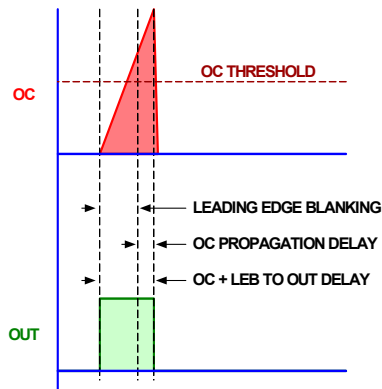 OC THRESHOLD
OC
LEADING EDGE BLANKING
OC PROPAGATION DELAY
OC + LEB TO OUT DELAY
OUT